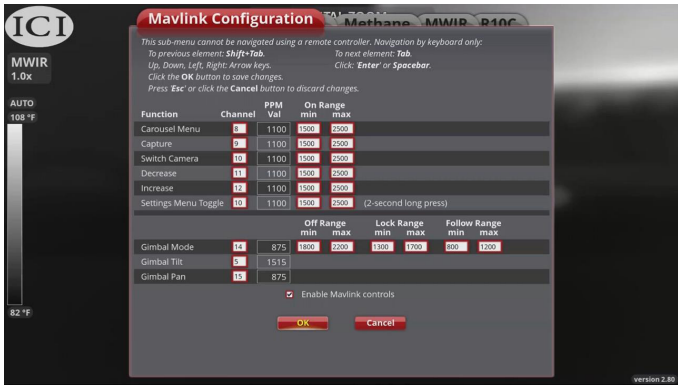 ICI
Mavlink Configuration
Methane MWIR R10C
This sub-menu cannot be navigated using a remote controller. Navigation by keyboard only:
To previous element: Shift+Tab. To next element: Tab.
Up, Down, Left, Right: Arrow keys. Click: 'Enter' or Spacebar.
Click the OK button to save changes.
Press 'Esc' or click the Cancel button to discard changes.
MWIR
1.0x
AUTO
108 °F
82 °F
PPM On Range
Function Channel Val min max
Carousel Menu 8 1100 1500 2500
Capture 9 1100 1500 2500
Switch Camera 10 1100 1500 2500
Decrease 11 1100 1500 2500
Increase 12 1100 1500 2500
Settings Menu Toggle 10 1100 1500 2500 (2-second long press)
Off Range Lock Range Follow Range
min max min max min max
Gimbal Mode 14 875 1800 2200 1300 1700 800 1200
Gimbal Tilt 5 1515
Gimbal Pan 15 875
Enable Mavlink controls
OK Cancel
version 2.80